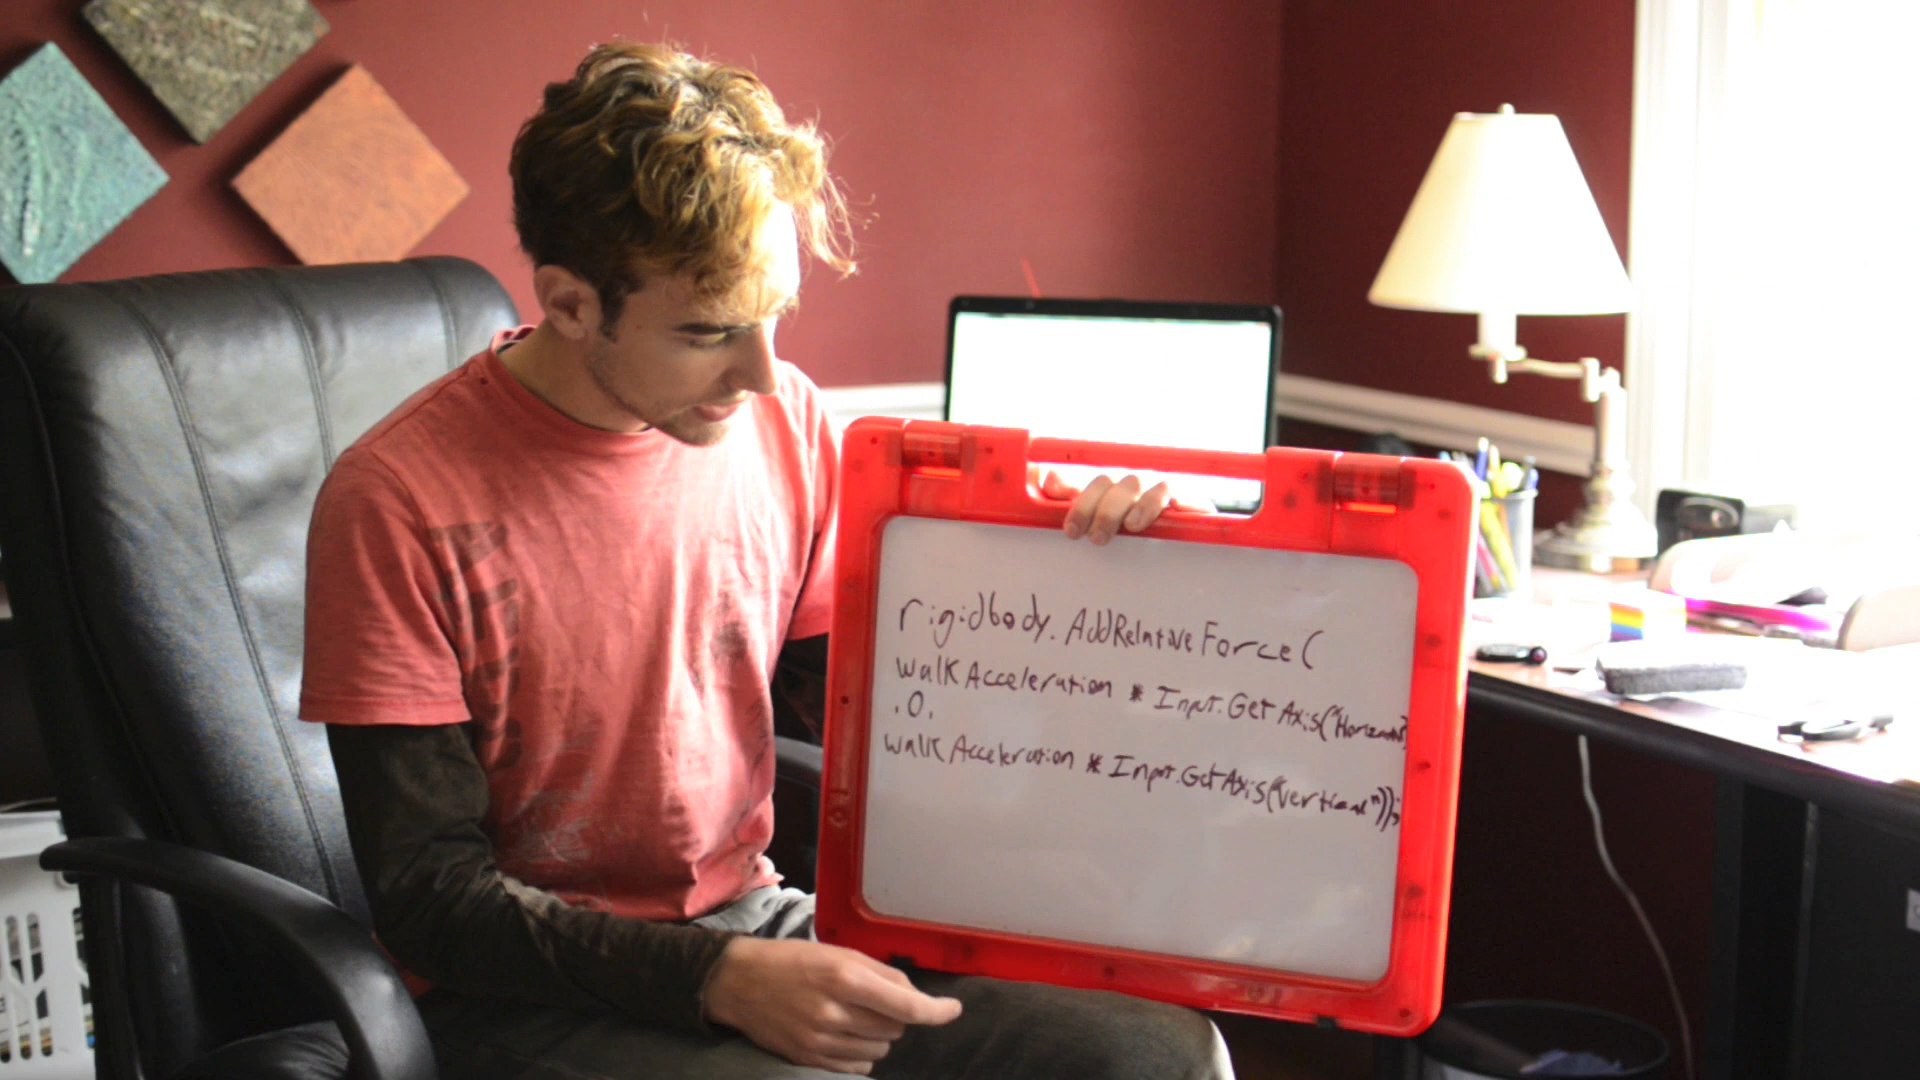 rigidbody.AddRelativeForce(
walkAcceleration * Input.GetAxis("Horizontal")
,0,
walkAcceleration * Input.GetAxis("Vertical"));